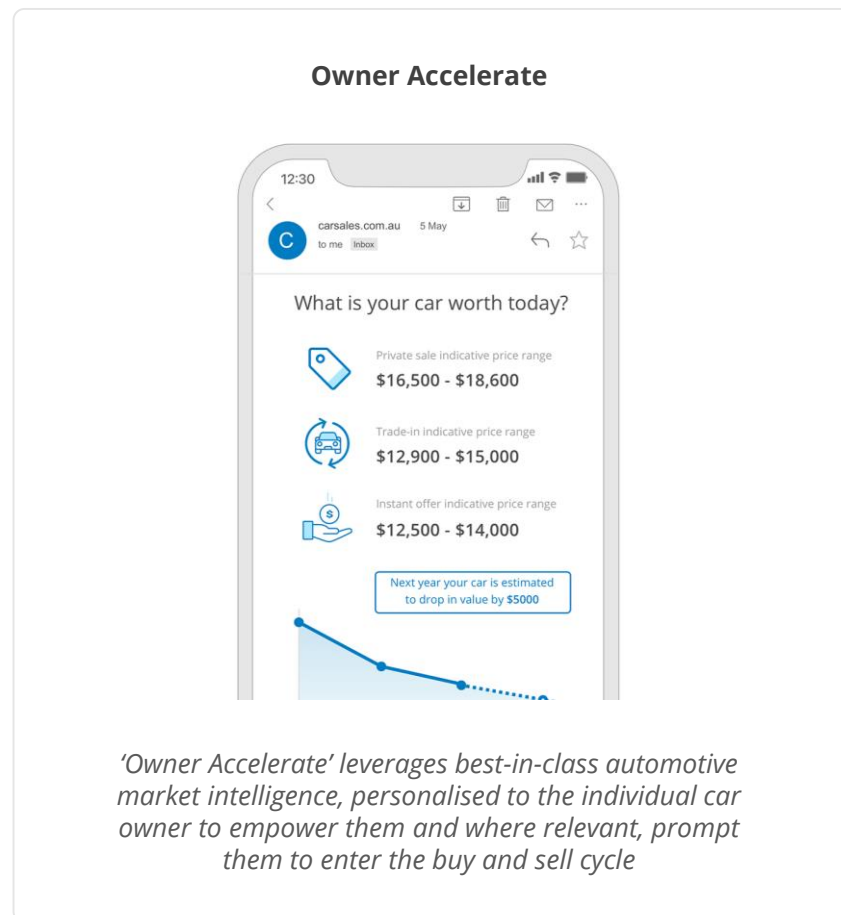 Owner Accelerate
12:30
carsales.com.au 5 May
C
to me Inbox
What is your car worth today?
Private sale indicative price range
$16,500 - $18,600
Trade-in indicative price range
$12,900 - $15,000
Instant offer indicative price range
$
$12,500 - $14,000
Next year your car is estimated
to drop in value by $5000
‘Owner Accelerate’ leverages best-in-class automotive
market intelligence, personalised to the individual car
owner to empower them and where relevant, prompt
them to enter the buy and sell cycle